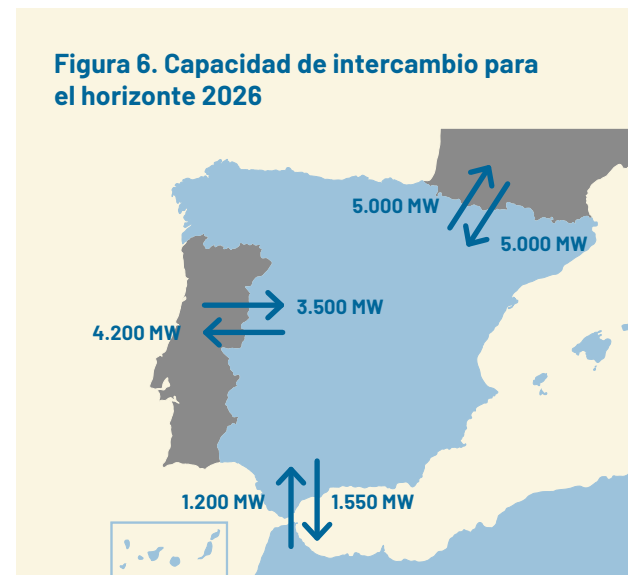 Figura 6. Capacidad de intercambio para
el horizonte 2026
5.000 MW
5.000 MW
3.500 MW
4.200 MW
1.200 MW
1.550 MW